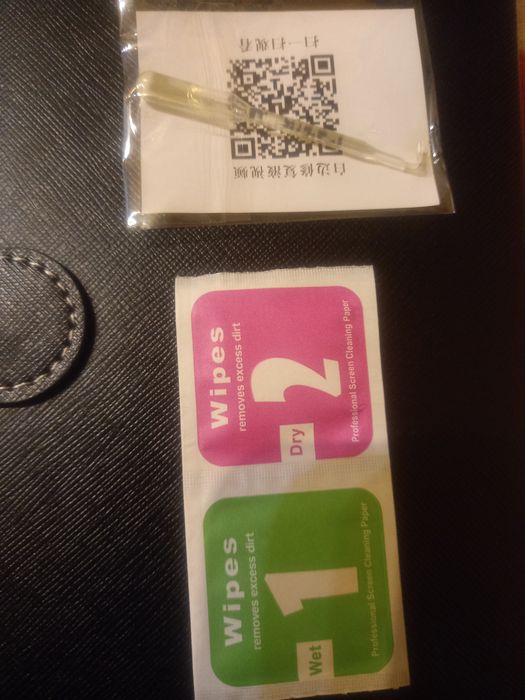 扫一扫观看
白边修复液视频
Wipes
removes excess dirt
2
Dry
Professional Screen Cleaning Paper
Wipes
removes excess dirt
1
Wet
Professional Screen Cleaning Paper